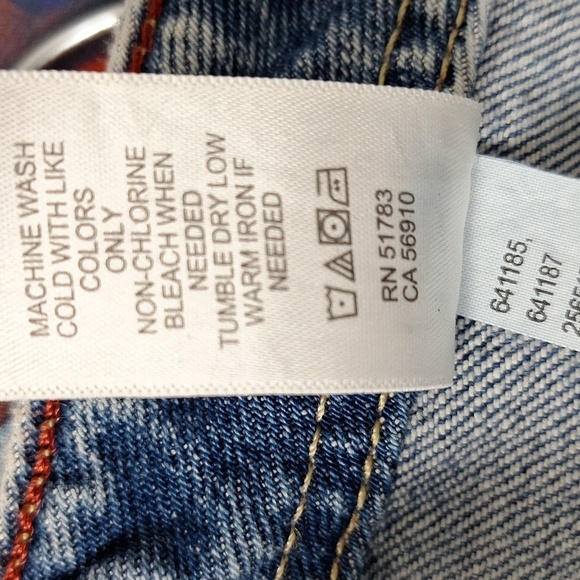 MACHINE WASH
COLD WITH LIKE
COLORS
ONLY
NON-CHLORINE
BLEACH WHEN
NEEDED
TUMBLE DRY LOW
WARM IRON IF
NEEDED
RN 51783
CA 56910
641185,
641187